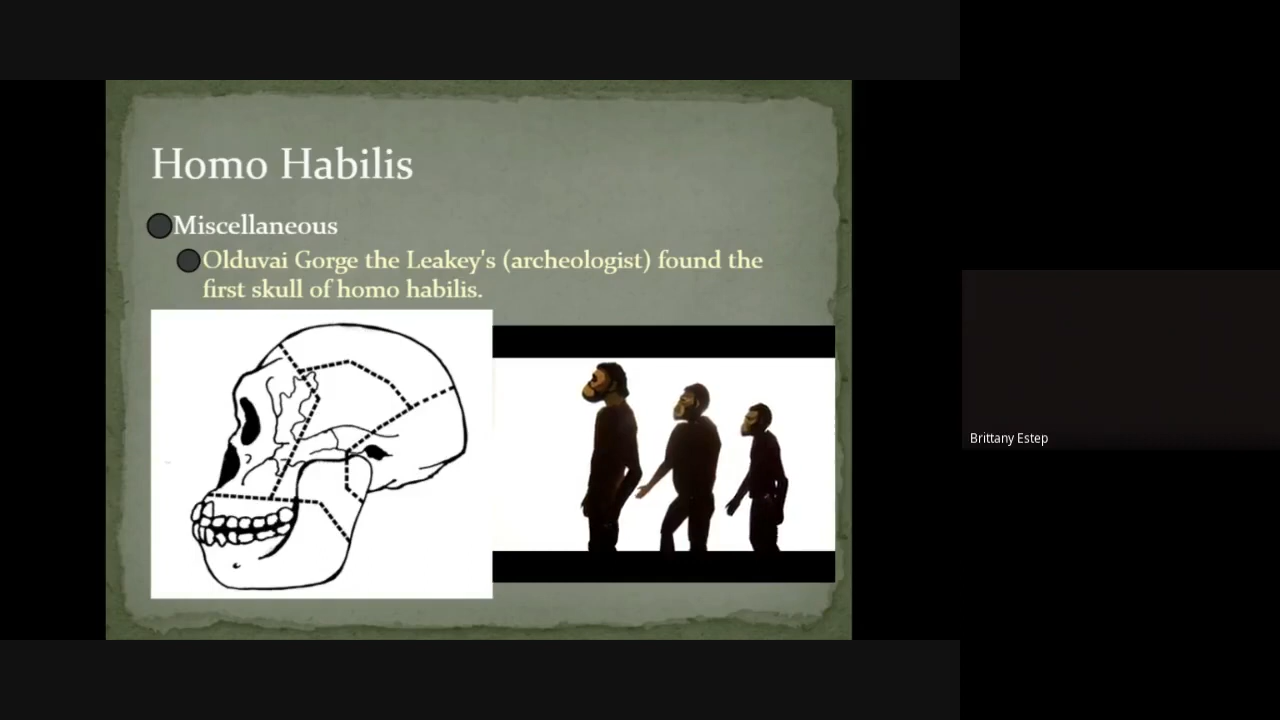 Homo Habilis
Miscellaneous
Olduvai Gorge the Leakey's (archeologist) found the
first skull of homo habilis.
Brittany Estep